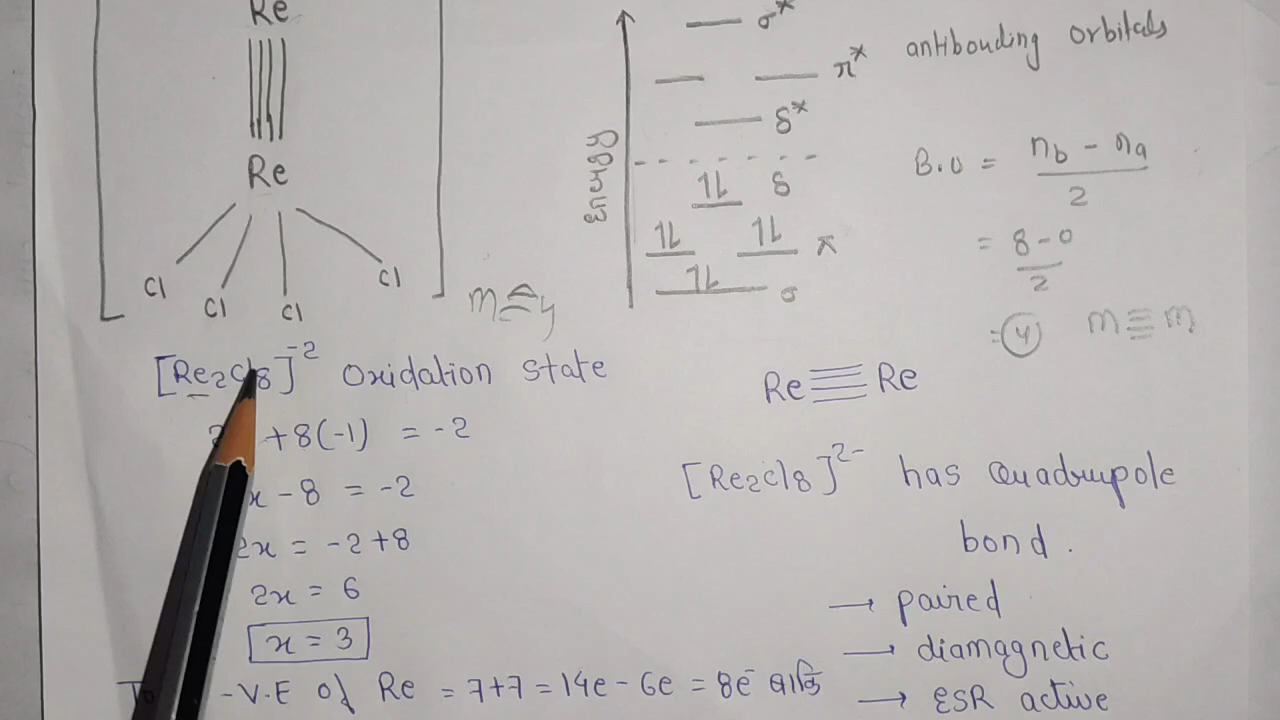 Re
Re
Cl Cl Cl Cl
Energy
σ*
π*
δ*
1L δ
1L 1L π
1L σ
antibonding orbitals
B.O = nb - na / 2
= 8 - 0 / 2
= 4 m ≡ m
Re ≡ Re
[Re2Cl8]2- has Quadrupole
bond.
→ paired
→ diamagnetic
→ ESR active
[Re2Cl8]-2 Oxidation state
+8(-1) = -2
x - 8 = -2
2x = -2+8
2x = 6
x = 3
-V.E of Re = 7+7 = 14e - 6e = 8e-